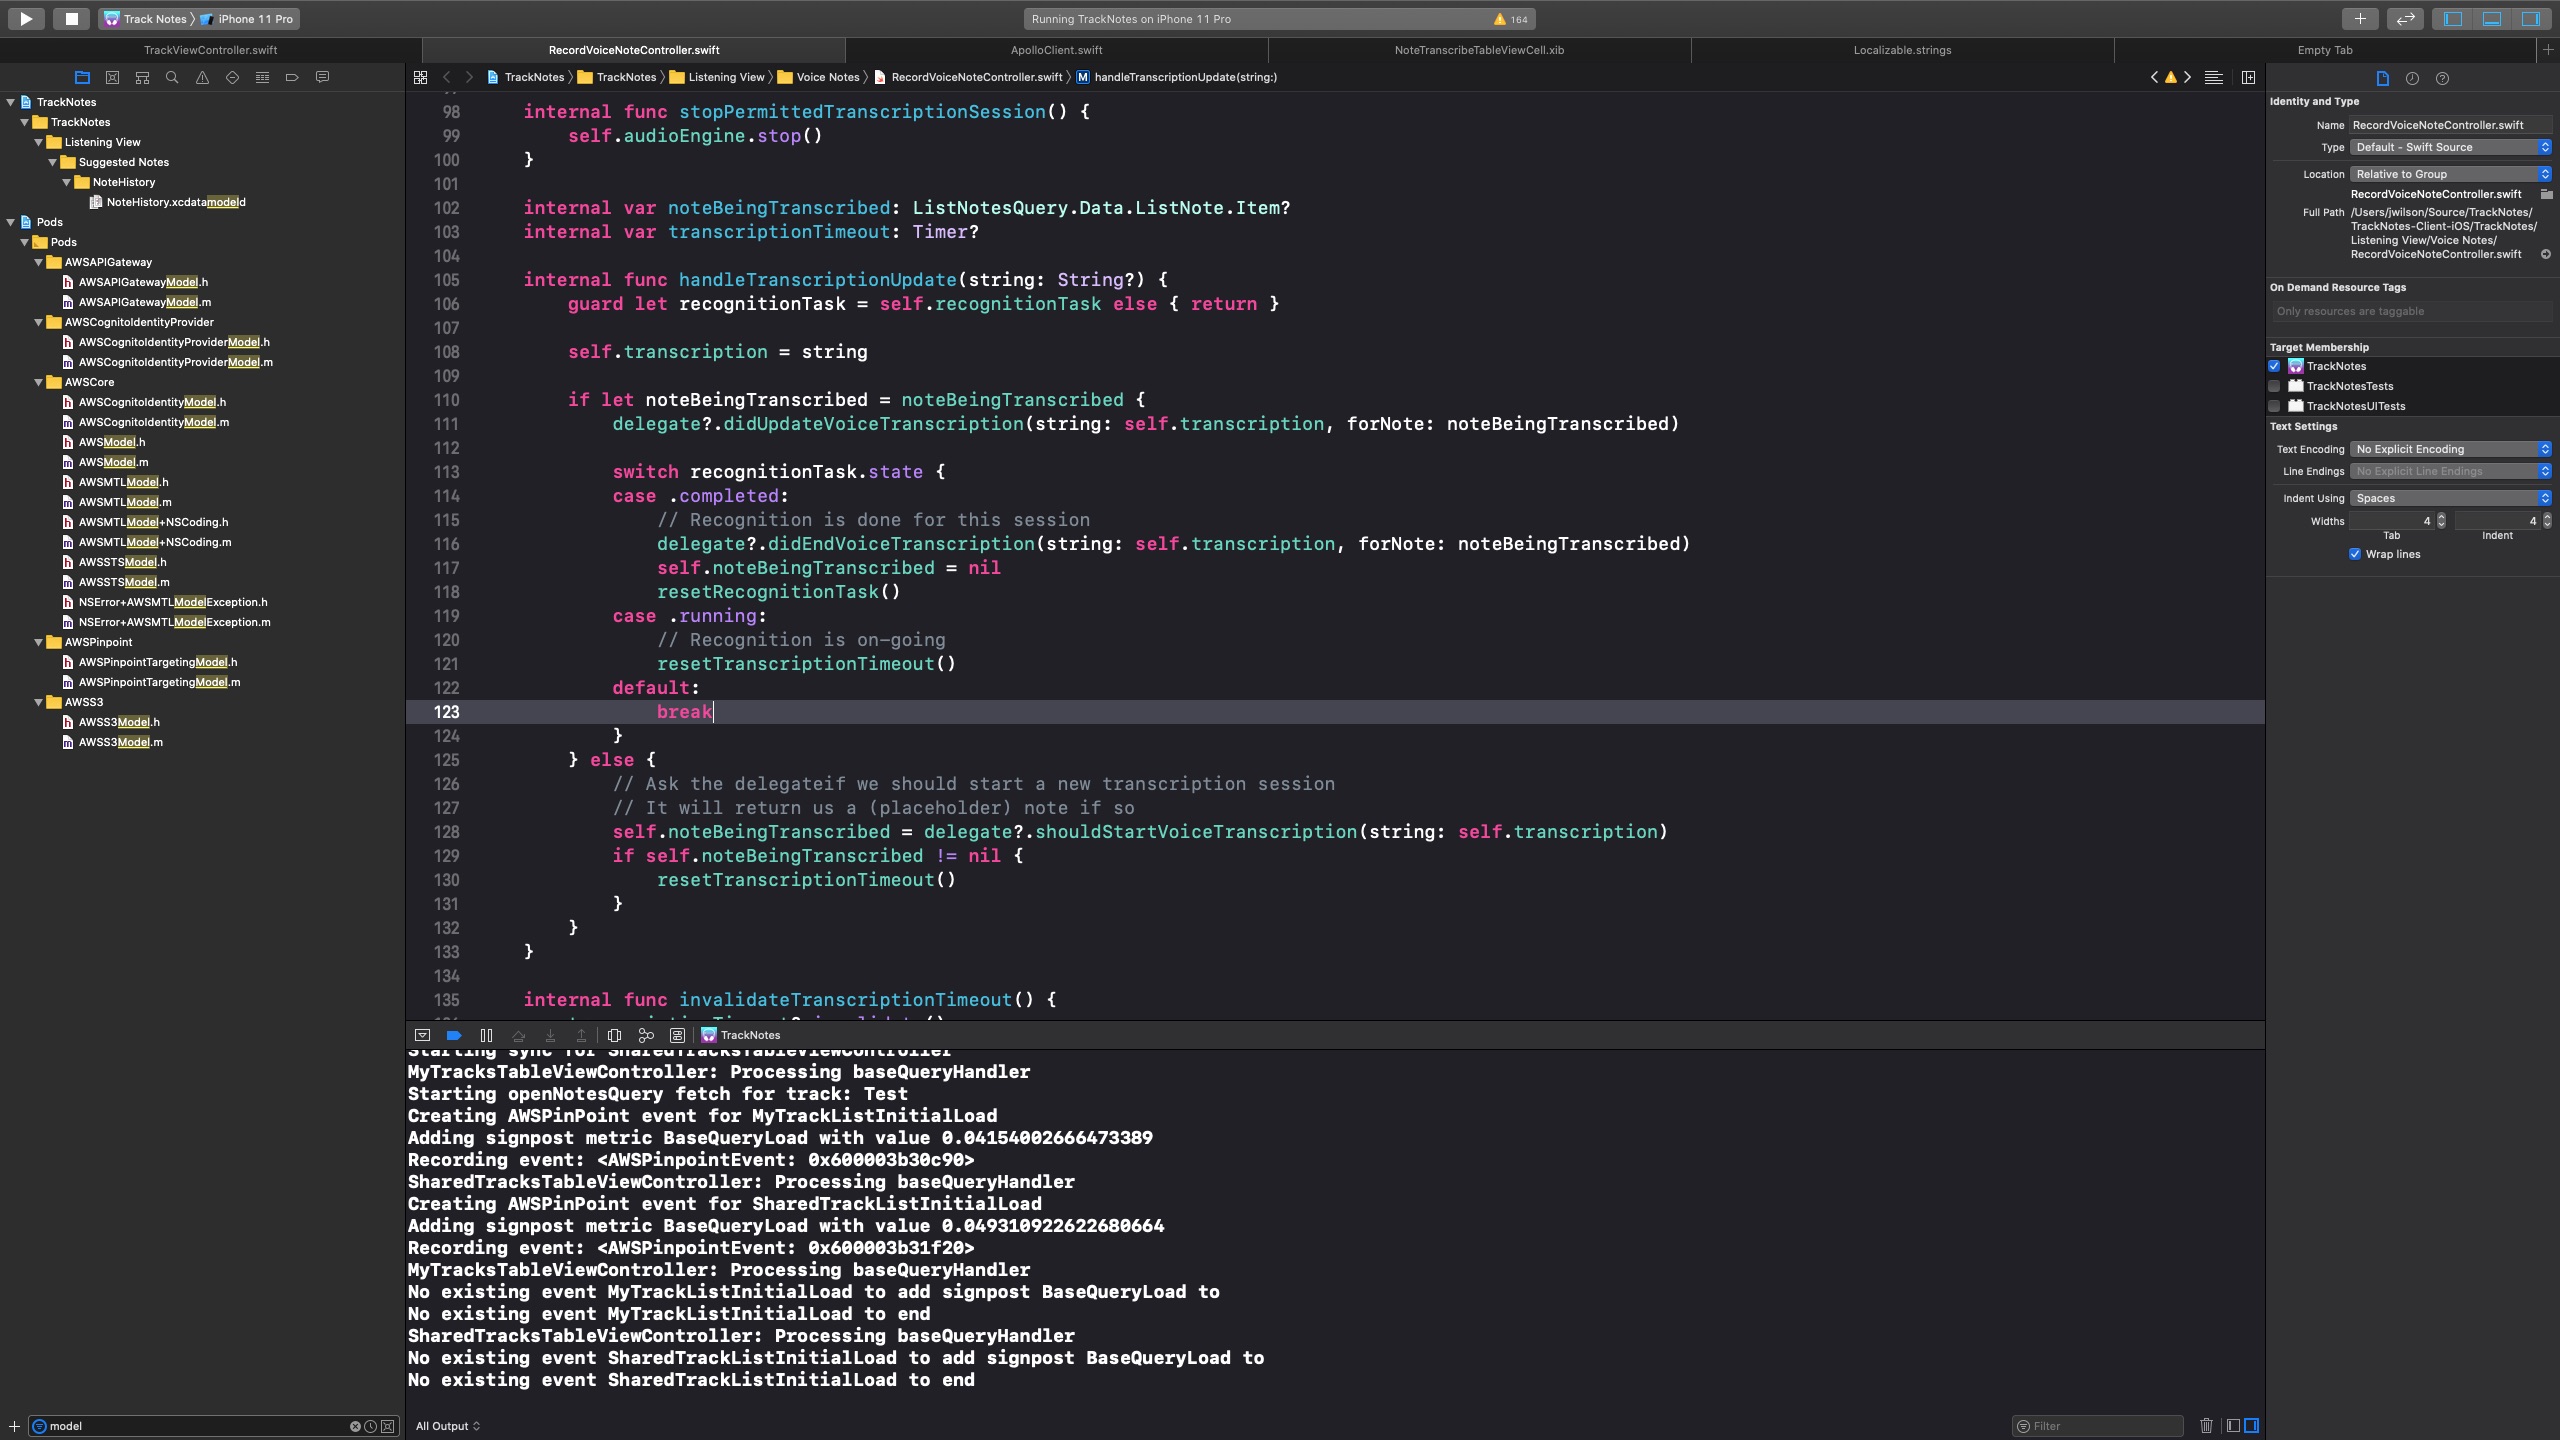 Track Notes 〉 iPhone 11 Pro
Running TrackNotes on iPhone 11 Pro
164
TrackViewController.swift
RecordVoiceNoteController.swift
ApolloClient.swift
NoteTranscribeTableViewCell.xib
Localizable.strings
Empty Tab
TrackNotes 〉 TrackNotes 〉 Listening View 〉 Voice Notes 〉 RecordVoiceNoteController.swift 〉 M handleTranscriptionUpdate(string:)
TrackNotes
TrackNotes
Listening View
Suggested Notes
NoteHistory
NoteHistory.xcdatamodeld
Pods
Pods
AWSAPIGateway
AWSAPIGatewayModel.h
AWSAPIGatewayModel.m
AWSCognitoIdentityProvider
AWSCognitoIdentityProviderModel.h
AWSCognitoIdentityProviderModel.m
AWSCore
AWSCognitoIdentityModel.h
AWSCognitoIdentityModel.m
AWSModel.h
AWSModel.m
AWSMTLModel.h
AWSMTLModel.m
AWSMTLModel+NSCoding.h
AWSMTLModel+NSCoding.m
AWSSTSModel.h
AWSSTSModel.m
NSError+AWSMTLModelException.h
NSError+AWSMTLModelException.m
AWSPinpoint
AWSPinpointTargetingModel.h
AWSPinpointTargetingModel.m
AWSS3
AWSS3Model.h
AWSS3Model.m
model
98 internal func stopPermittedTranscriptionSession() {
99 self.audioEngine.stop()
100 }
101
102 internal var noteBeingTranscribed: ListNotesQuery.Data.ListNote.Item?
103 internal var transcriptionTimeout: Timer?
104
105 internal func handleTranscriptionUpdate(string: String?) {
106 guard let recognitionTask = self.recognitionTask else { return }
107
108 self.transcription = string
109
110 if let noteBeingTranscribed = noteBeingTranscribed {
111 delegate?.didUpdateVoiceTranscription(string: self.transcription, forNote: noteBeingTranscribed)
112
113 switch recognitionTask.state {
114 case .completed:
115 // Recognition is done for this session
116 delegate?.didEndVoiceTranscription(string: self.transcription, forNote: noteBeingTranscribed)
117 self.noteBeingTranscribed = nil
118 resetRecognitionTask()
119 case .running:
120 // Recognition is on-going
121 resetTranscriptionTimeout()
122 default:
123 break
124 }
125 } else {
126 // Ask the delegateif we should start a new transcription session
127 // It will return us a (placeholder) note if so
128 self.noteBeingTranscribed = delegate?.shouldStartVoiceTranscription(string: self.transcription)
129 if self.noteBeingTranscribed != nil {
130 resetTranscriptionTimeout()
131 }
132 }
133 }
134
135 internal func invalidateTranscriptionTimeout() {
TrackNotes
Starting sync for SharedTracksTableViewController
MyTracksTableViewController: Processing baseQueryHandler
Starting openNotesQuery fetch for track: Test
Creating AWSPinPoint event for MyTrackListInitialLoad
Adding signpost metric BaseQueryLoad with value 0.04154002666473389
Recording event: <AWSPinpointEvent: 0x600003b30c90>
SharedTracksTableViewController: Processing baseQueryHandler
Creating AWSPinPoint event for SharedTrackListInitialLoad
Adding signpost metric BaseQueryLoad with value 0.049310922622680664
Recording event: <AWSPinpointEvent: 0x600003b31f20>
MyTracksTableViewController: Processing baseQueryHandler
No existing event MyTrackListInitialLoad to add signpost BaseQueryLoad to
No existing event MyTrackListInitialLoad to end
SharedTracksTableViewController: Processing baseQueryHandler
No existing event SharedTrackListInitialLoad to add signpost BaseQueryLoad to
No existing event SharedTrackListInitialLoad to end
All Output
Filter
Identity and Type
Name RecordVoiceNoteController.swift
Type Default - Swift Source
Location Relative to Group
RecordVoiceNoteController.swift
Full Path /Users/jwilson/Source/TrackNotes/
TrackNotes-Client-iOS/TrackNotes/
Listening View/Voice Notes/
RecordVoiceNoteController.swift
On Demand Resource Tags
Only resources are taggable
Target Membership
TrackNotes
TrackNotesTests
TrackNotesUITests
Text Settings
Text Encoding No Explicit Encoding
Line Endings No Explicit Line Endings
Indent Using Spaces
Widths 4 4
Tab Indent
Wrap lines